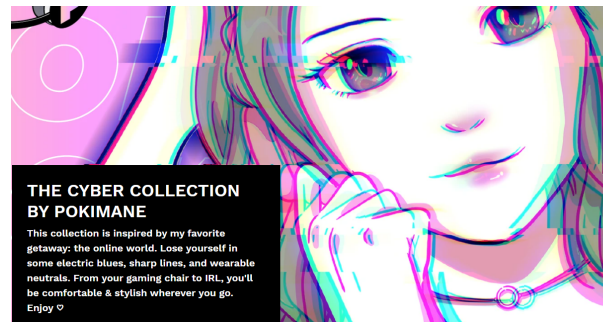 THE CYBER COLLECTION
BY POKIMANE
This collection is inspired by my favorite
getaway: the online world. Lose yourself in
some electric blues, sharp lines, and wearable
neutrals. From your gaming chair to IRL, you'll
be comfortable & stylish wherever you go.
Enjoy ♡